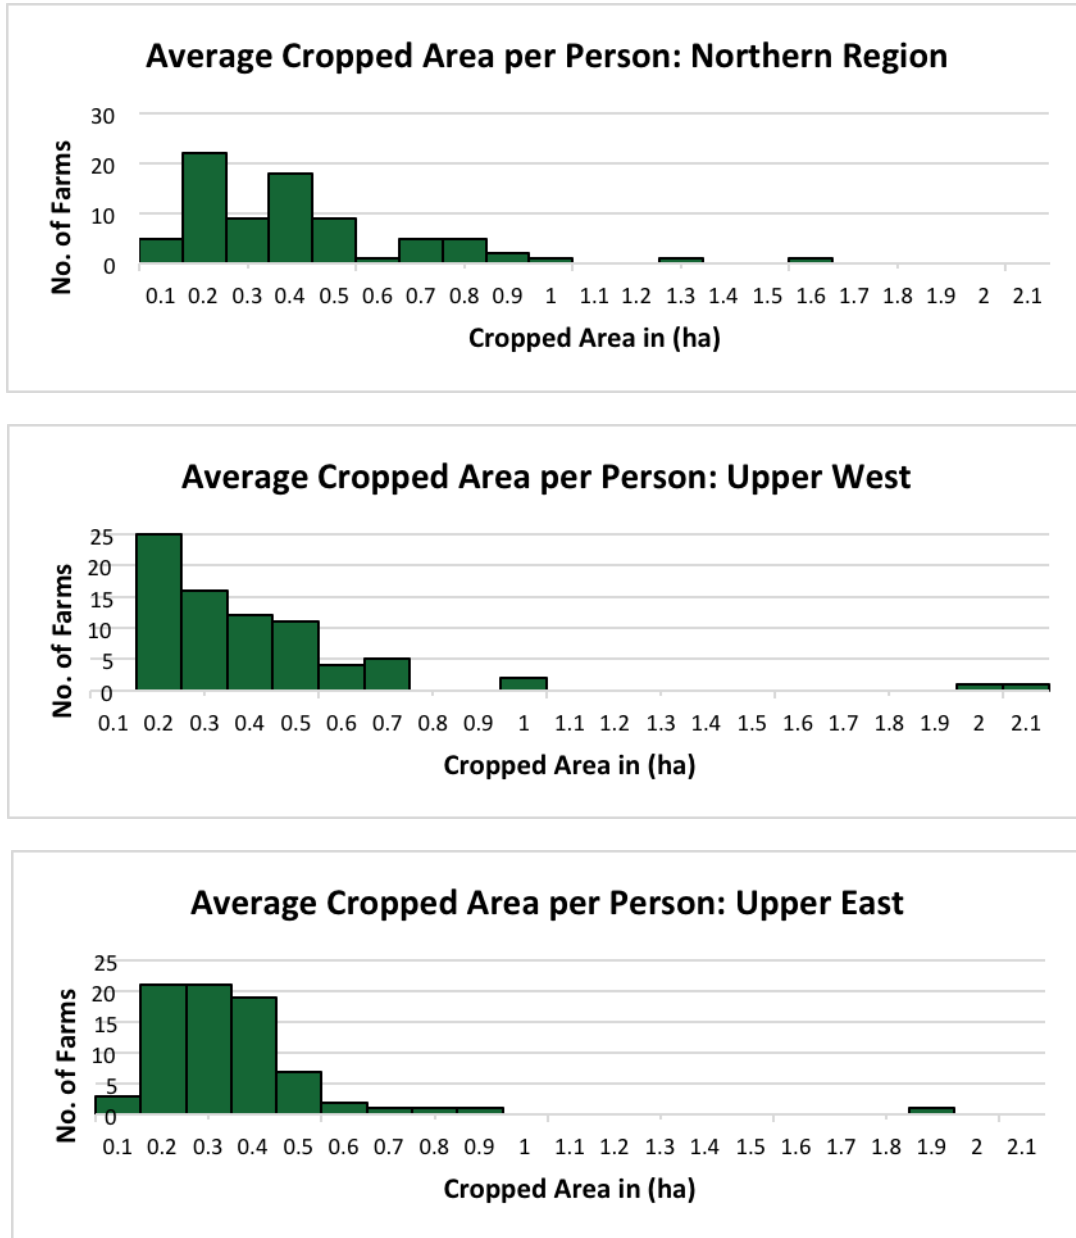 Average Cropped Area per Person: Northern Region
30
20
10
0
No. of Farms
0.1 0.2 0.3 0.4 0.5 0.6 0.7 0.8 0.9 1 1.1 1.2 1.3 1.4 1.5 1.6 1.7 1.8 1.9 2 2.1
Cropped Area in (ha)
Average Cropped Area per Person: Upper West
25
20
15
10
5
0
No. of Farms
0.1 0.2 0.3 0.4 0.5 0.6 0.7 0.8 0.9 1 1.1 1.2 1.3 1.4 1.5 1.6 1.7 1.8 1.9 2 2.1
Cropped Area in (ha)
Average Cropped Area per Person: Upper East
25
20
15
10
5
0
No. of Farms
0.1 0.2 0.3 0.4 0.5 0.6 0.7 0.8 0.9 1 1.1 1.2 1.3 1.4 1.5 1.6 1.7 1.8 1.9 2 2.1
Cropped Area in (ha)